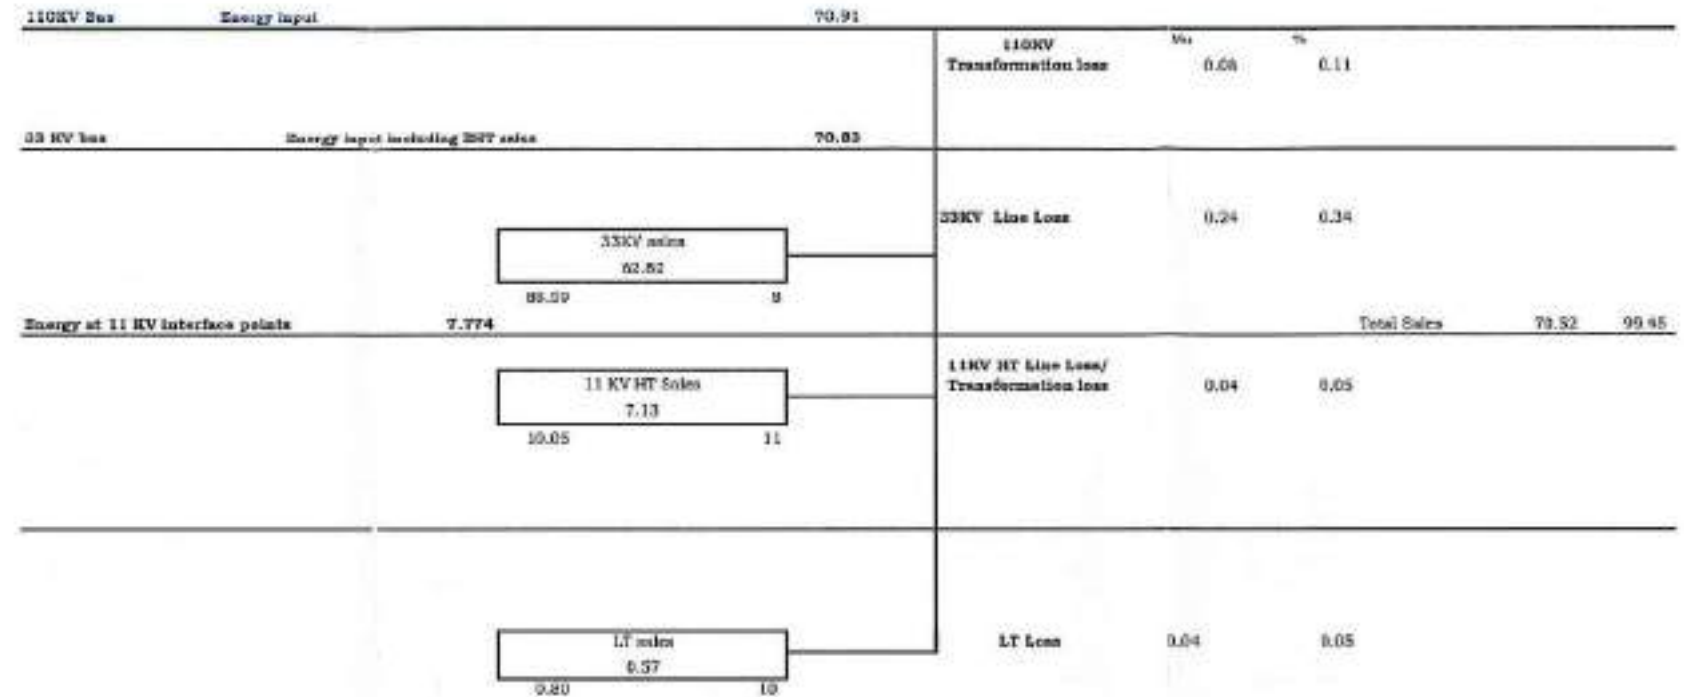 110KV Bus Energy input 70.91
Mu %
110KV
Transformation loss 0.08 0.11
33 KV bus Energy input including EHT sales 70.83
33KV Line Loss 0.24 0.34
33KV sales
62.82
88.59 8
Energy at 11 KV interface points 7.774 Total Sales 70.52 99.45
11KV HT Line Loss/
Transformation loss 0.04 0.05
11 KV HT Sales
7.13
10.05 11
LT sales
0.57
LT Loss 0.04 0.05
0.80 10